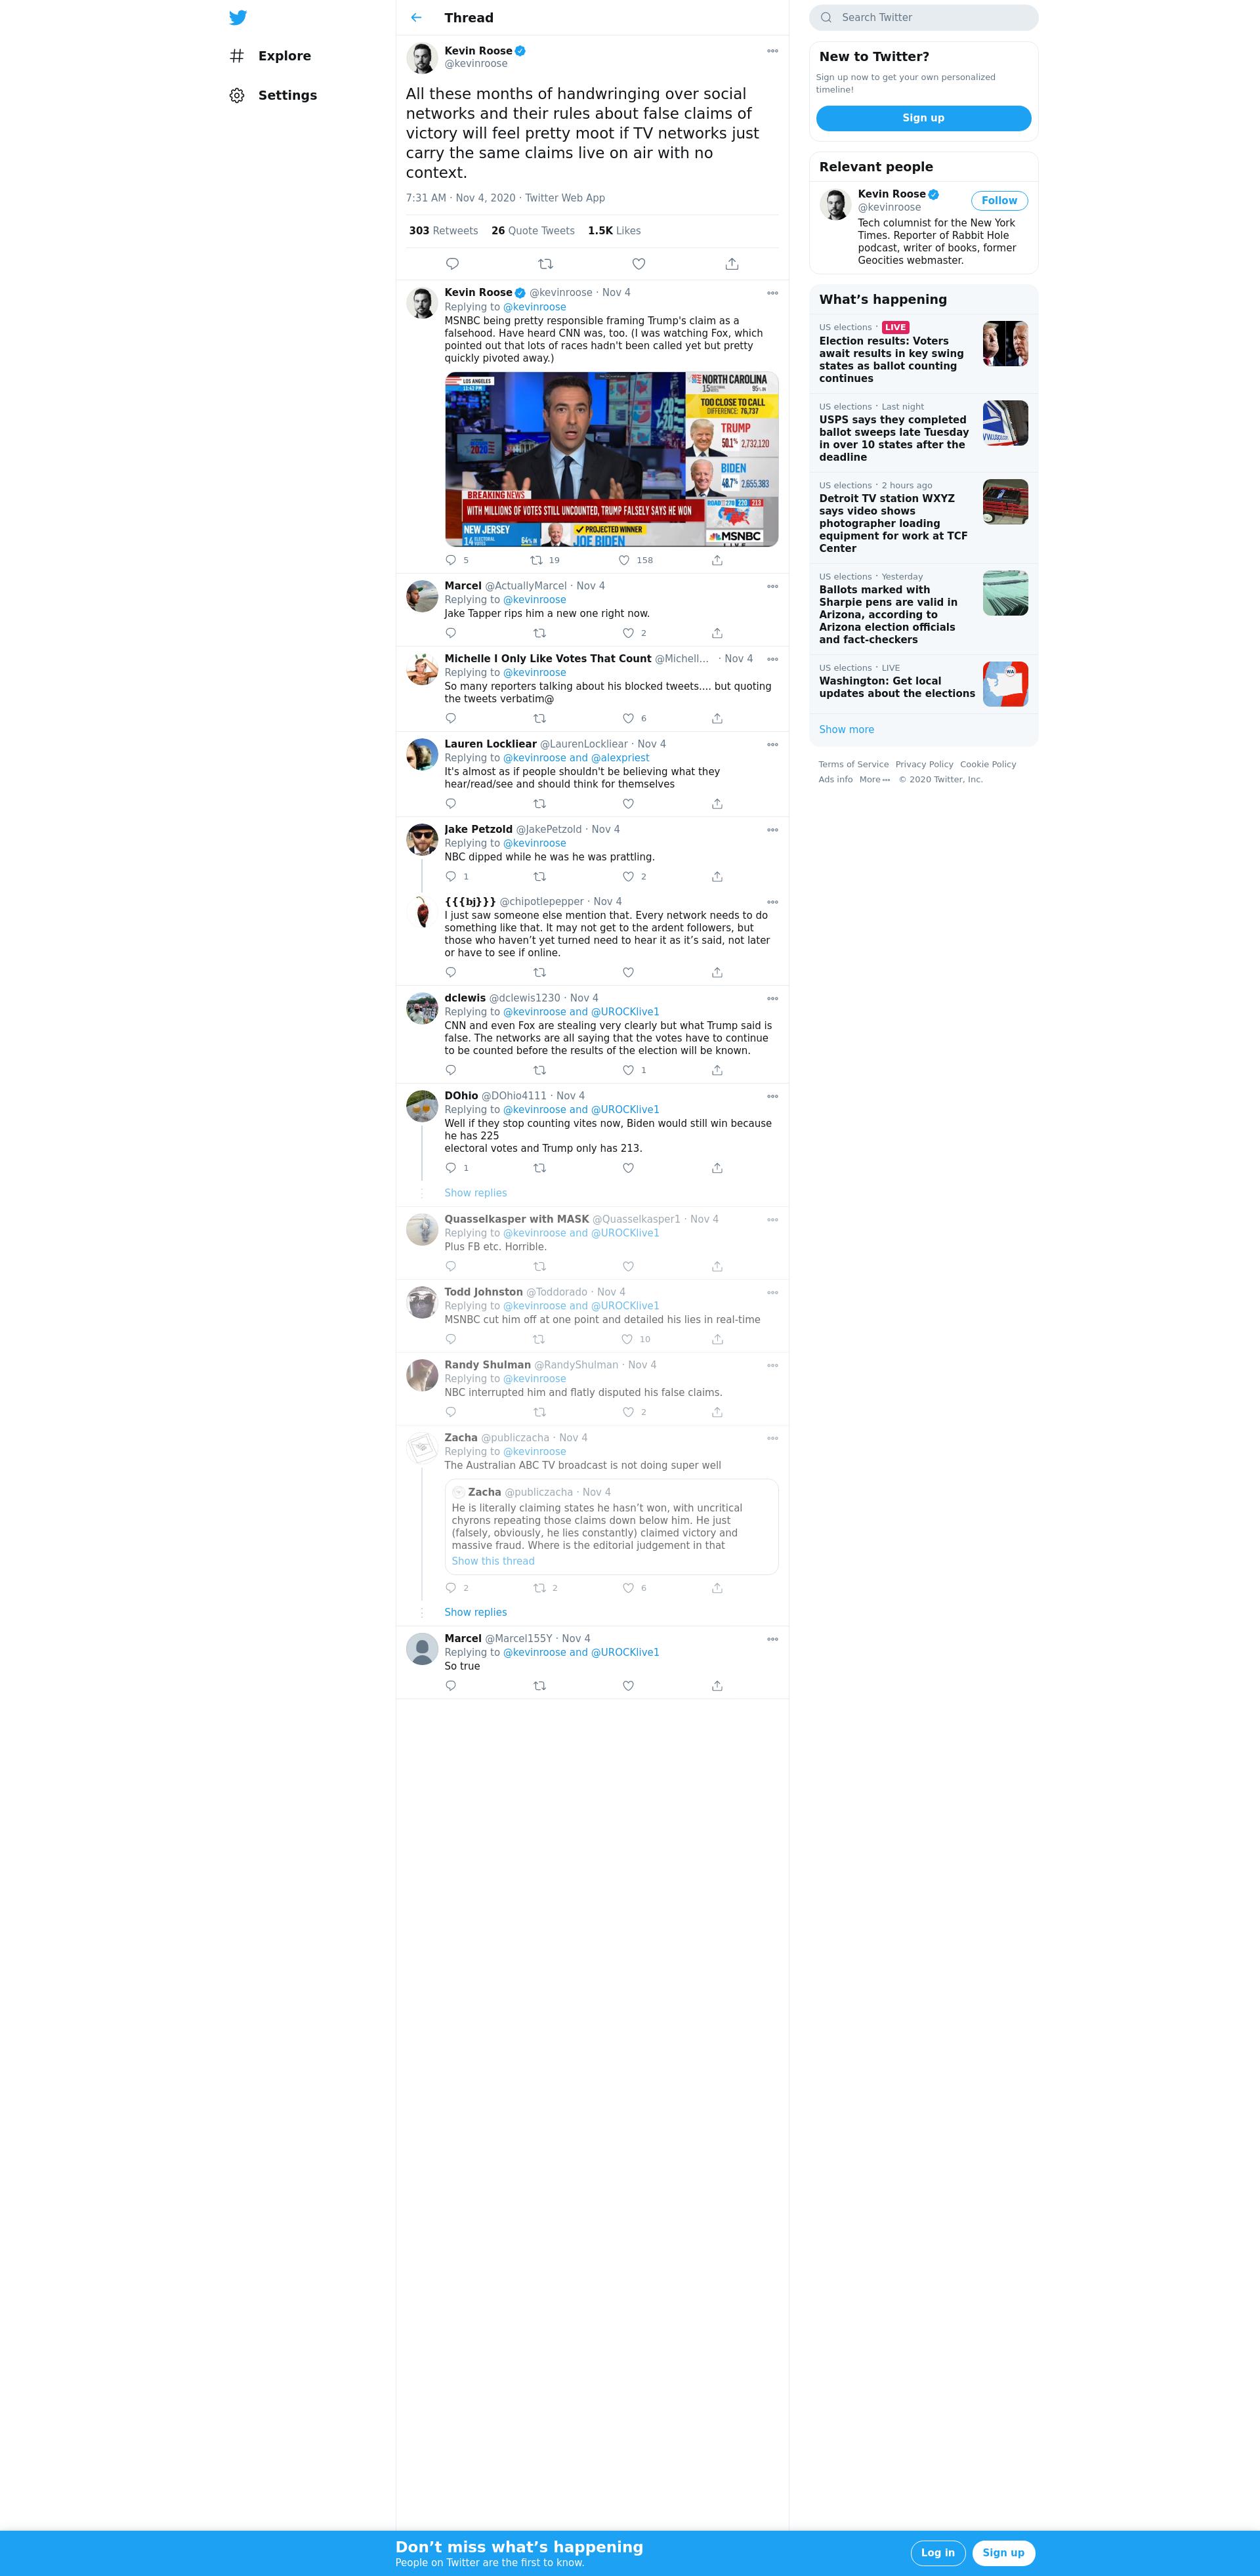 Explore
Settings
Thread
Kevin Roose
@kevinroose
All these months of handwringing over social
networks and their rules about false claims of
victory will feel pretty moot if TV networks just
carry the same claims live on air with no
context.
7:31 AM · Nov 4, 2020 · Twitter Web App
303 Retweets 26 Quote Tweets 1.5K Likes
Kevin Roose @kevinroose · Nov 4
Replying to @kevinroose
MSNBC being pretty responsible framing Trump's claim as a
falsehood. Have heard CNN was, too. (I was watching Fox, which
pointed out that lots of races hadn't been called yet but pretty
quickly pivoted away.)
LOS ANGELES
11:42 PM
NORTH CAROLINA
15
95% IN
TOO CLOSE TO CALL
DIFFERENCE: 76,737
TRUMP
50.1% 2,732,120
BIDEN
48.7% 2,655,383
BREAKING NEWS
WITH MILLIONS OF VOTES STILL UNCOUNTED, TRUMP FALSELY SAYS HE WON
ROAD TO 270 220 213
NEW JERSEY
14 ELECTORAL VOTES
64% IN
PROJECTED WINNER
JOE BIDEN
MSNBC
5 19 158
Marcel @ActuallyMarcel · Nov 4
Replying to @kevinroose
Jake Tapper rips him a new one right now.
2
Michelle I Only Like Votes That Count @Michell... · Nov 4
Replying to @kevinroose
So many reporters talking about his blocked tweets.... but quoting
the tweets verbatim@
6
Lauren Lockliear @LaurenLockliear · Nov 4
Replying to @kevinroose and @alexpriest
It's almost as if people shouldn't be believing what they
hear/read/see and should think for themselves
Jake Petzold @JakePetzold · Nov 4
Replying to @kevinroose
NBC dipped while he was he was prattling.
1 2
{{{bj}}} @chipotlepepper · Nov 4
I just saw someone else mention that. Every network needs to do
something like that. It may not get to the ardent followers, but
those who haven’t yet turned need to hear it as it’s said, not later
or have to see if online.
dclewis @dclewis1230 · Nov 4
Replying to @kevinroose and @UROCKlive1
CNN and even Fox are stealing very clearly but what Trump said is
false. The networks are all saying that the votes have to continue
to be counted before the results of the election will be known.
1
DOhio @DOhio4111 · Nov 4
Replying to @kevinroose and @UROCKlive1
Well if they stop counting vites now, Biden would still win because
he has 225
electoral votes and Trump only has 213.
1
Show replies
Quasselkasper with MASK @Quasselkasper1 · Nov 4
Replying to @kevinroose and @UROCKlive1
Plus FB etc. Horrible.
Todd Johnston @Toddorado · Nov 4
Replying to @kevinroose and @UROCKlive1
MSNBC cut him off at one point and detailed his lies in real-time
10
Randy Shulman @RandyShulman · Nov 4
Replying to @kevinroose
NBC interrupted him and flatly disputed his false claims.
2
Zacha @publiczacha · Nov 4
Replying to @kevinroose
The Australian ABC TV broadcast is not doing super well
Zacha @publiczacha · Nov 4
He is literally claiming states he hasn’t won, with uncritical
chyrons repeating those claims down below him. He just
(falsely, obviously, he lies constantly) claimed victory and
massive fraud. Where is the editorial judgement in that
Show this thread
2 2 6
Show replies
Marcel @Marcel155Y · Nov 4
Replying to @kevinroose and @UROCKlive1
So true
Search Twitter
New to Twitter?
Sign up now to get your own personalized
timeline!
Sign up
Relevant people
Kevin Roose
@kevinroose
Follow
Tech columnist for the New York
Times. Reporter of Rabbit Hole
podcast, writer of books, former
Geocities webmaster.
What’s happening
US elections · LIVE
Election results: Voters
await results in key swing
states as ballot counting
continues
US elections · Last night
USPS says they completed
ballot sweeps late Tuesday
in over 10 states after the
deadline
US elections · 2 hours ago
Detroit TV station WXYZ
says video shows
photographer loading
equipment for work at TCF
Center
US elections · Yesterday
Ballots marked with
Sharpie pens are valid in
Arizona, according to
Arizona election officials
and fact-checkers
US elections · LIVE
Washington: Get local
updates about the elections
WA
Show more
Terms of Service Privacy Policy Cookie Policy
Ads info More © 2020 Twitter, Inc.
Don’t miss what’s happening
People on Twitter are the first to know.
Log in
Sign up